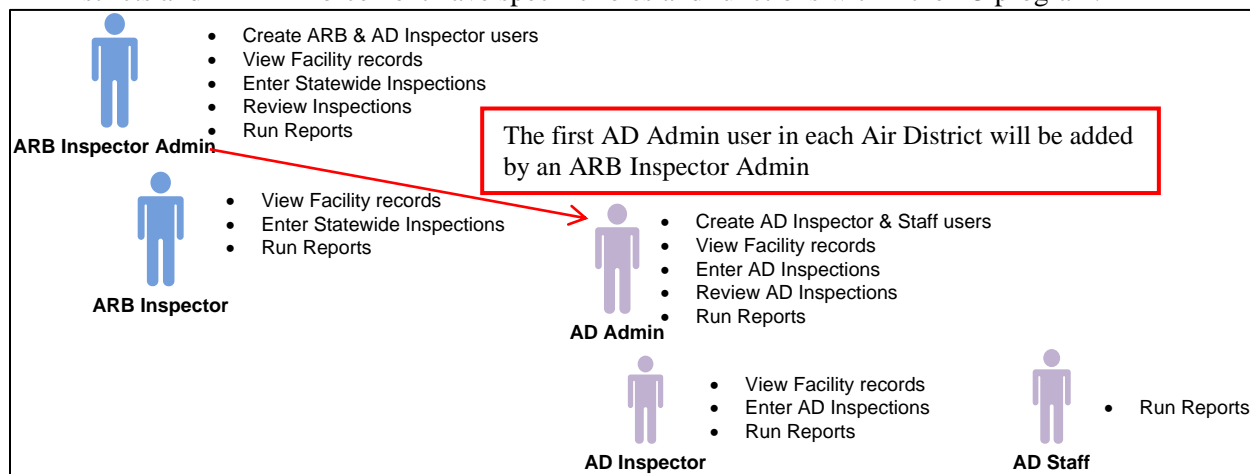 • Create ARB & AD Inspector users
• View Facility records
• Enter Statewide Inspections
• Review Inspections
• Run Reports
ARB Inspector Admin
The first AD Admin user in each Air District will be added
by an ARB Inspector Admin
• View Facility records
• Enter Statewide Inspections
• Run Reports
ARB Inspector
• Create AD Inspector & Staff users
• View Facility records
• Enter AD Inspections
• Review AD Inspections
• Run Reports
AD Admin
• View Facility records
• Enter AD Inspections
• Run Reports
AD Inspector
• Run Reports
AD Staff